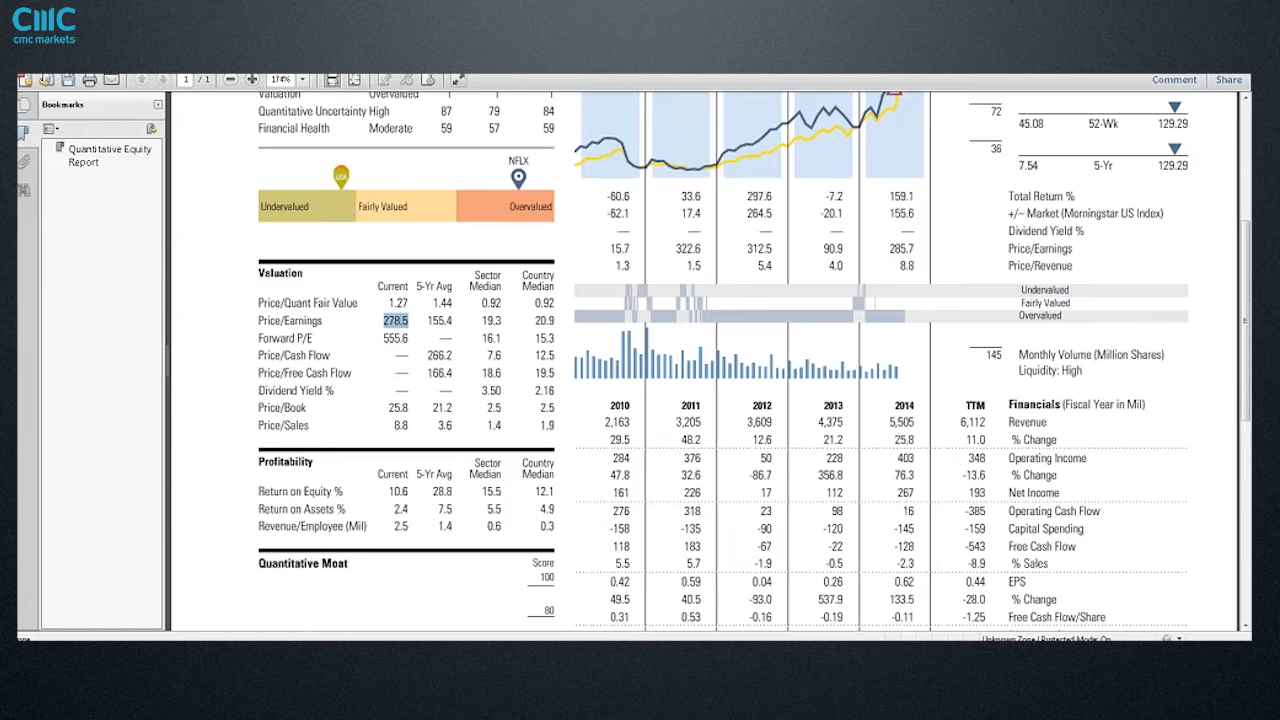 cmc
cmc markets
1 / 1
174%
Comment
Share
Bookmarks
Quantitative Equity
Report
Valuation Overvalued 1 1 1
Quantitative Uncertainty High 87 79 84
Financial Health Moderate 59 57 59
NFLX
USA
Undervalued Fairly Valued Overvalued
Valuation
Current 5-Yr Avg Sector Median Country Median
Price/Quant Fair Value 1.27 1.44 0.92 0.92
Price/Earnings 278.5 155.4 19.3 20.9
Forward P/E 555.6 — 16.1 15.3
Price/Cash Flow — 266.2 7.6 12.5
Price/Free Cash Flow — 166.4 18.6 19.5
Dividend Yield % — — 3.50 2.16
Price/Book 25.8 21.2 2.5 2.5
Price/Sales 8.8 3.6 1.4 1.9
Profitability
Current 5-Yr Avg Sector Median Country Median
Return on Equity % 10.6 28.8 15.5 12.1
Return on Assets % 2.4 7.5 5.5 4.9
Revenue/Employee (Mil) 2.5 1.4 0.6 0.3
Quantitative Moat
Score
100
80
72
45.08 52-Wk 129.29
36
7.54 5-Yr 129.29
-60.6 33.6 297.6 -7.2 159.1 Total Return %
-62.1 17.4 264.5 -20.1 155.6 +/– Market (Morningstar US Index)
— — — — — Dividend Yield %
15.7 322.6 312.5 90.9 285.7 Price/Earnings
1.3 1.5 5.4 4.0 8.8 Price/Revenue
Undervalued
Fairly Valued
Overvalued
145 Monthly Volume (Million Shares)
Liquidity: High
2010 2011 2012 2013 2014 TTM Financials (Fiscal Year in Mil)
2,163 3,205 3,609 4,375 5,505 6,112 Revenue
29.5 48.2 12.6 21.2 25.8 11.0 % Change
284 376 50 228 403 348 Operating Income
47.8 32.6 -86.7 356.8 76.3 -13.6 % Change
161 226 17 112 267 193 Net Income
276 318 23 98 16 -385 Operating Cash Flow
-158 -135 -90 -120 -145 -159 Capital Spending
118 183 -67 -22 -128 -543 Free Cash Flow
5.5 5.7 -1.9 -0.5 -2.3 -8.9 % Sales
0.42 0.59 0.04 0.26 0.62 0.44 EPS
49.5 40.5 -93.0 537.9 133.5 -28.0 % Change
0.31 0.53 -0.16 -0.19 -0.11 -1.25 Free Cash Flow/Share
Unknown Zone | Protected Mode: On